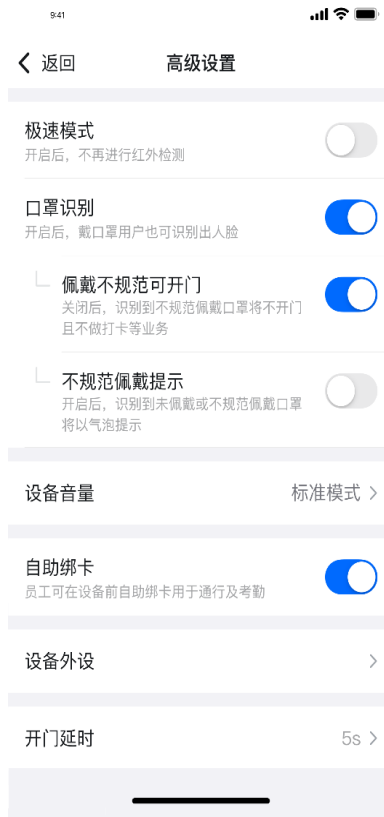 9:41
返回
高级设置
极速模式
开启后，不再进行红外检测
口罩识别
开启后，戴口罩用户也可识别出人脸
佩戴不规范可开门
关闭后，识别到不规范佩戴口罩将不开门
且不做打卡等业务
不规范佩戴提示
开启后，识别到未佩戴或不规范佩戴口罩
将以气泡提示
设备音量
标准模式
自助绑卡
员工可在设备前自助绑卡用于通行及考勤
设备外设
开门延时
5s